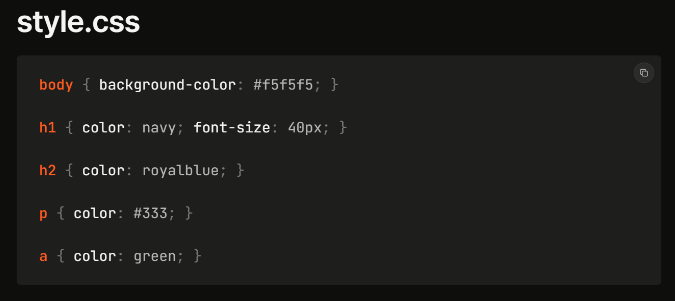 style.css
body { background-color: #f5f5f5; }
h1 { color: navy; font-size: 40px; }
h2 { color: royalblue; }
p { color: #333; }
a { color: green; }